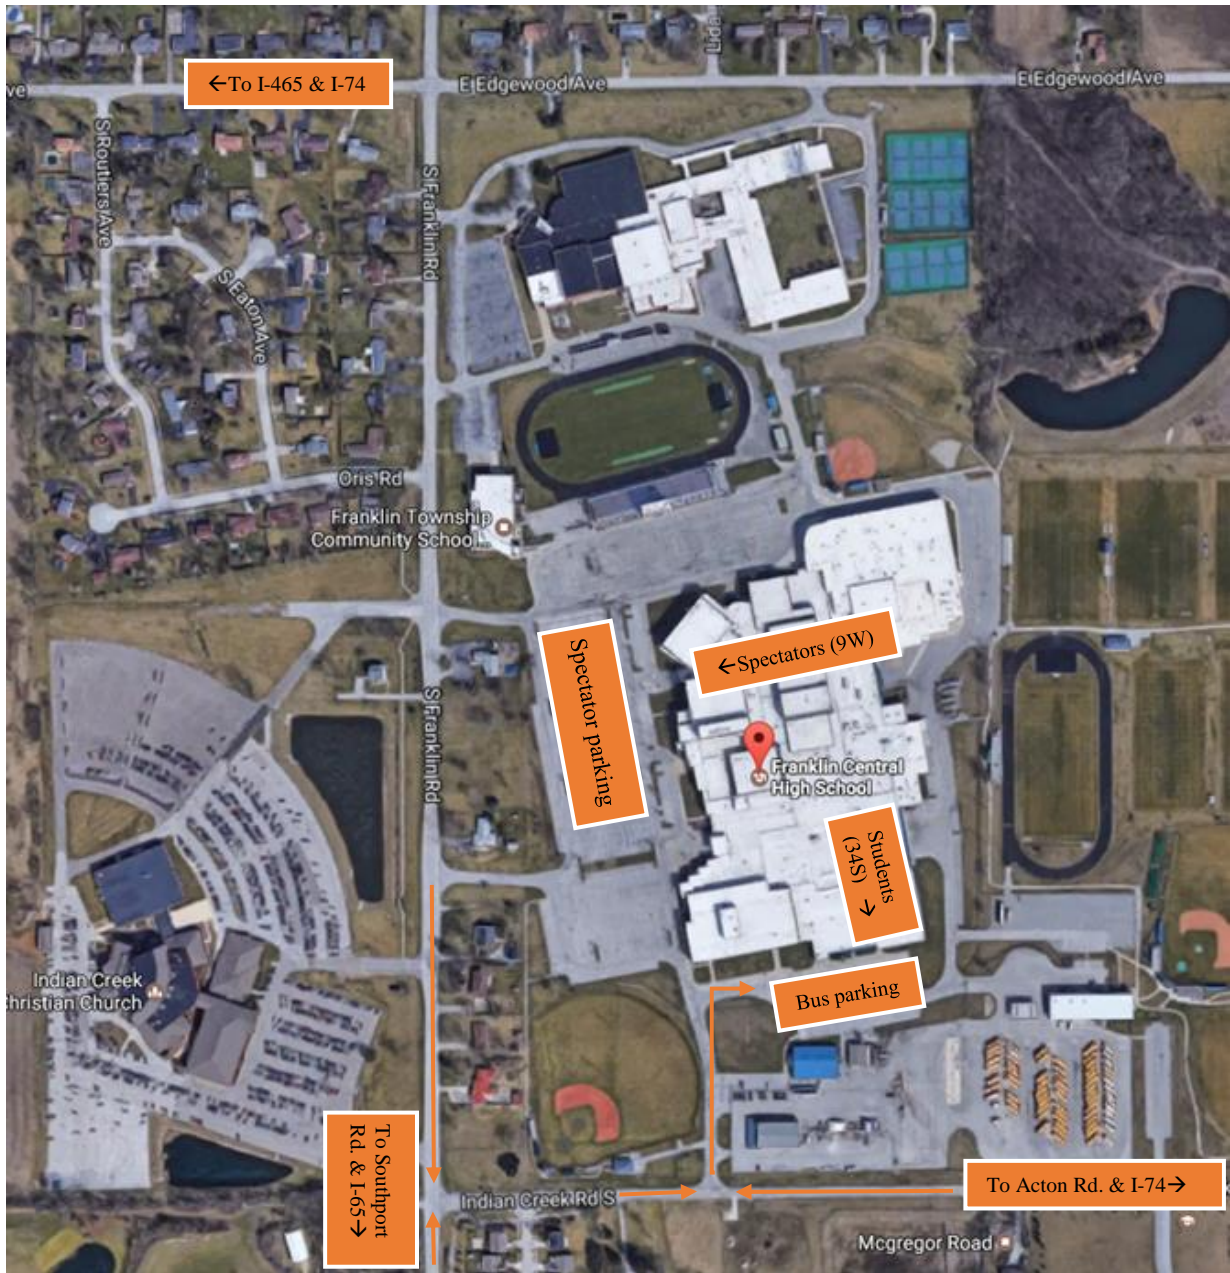 Lida
ve
←To I-465 & I-74
E Edgewood Ave
E Edgewood Ave
S Routiers Ave
S Franklin Rd
S Eaton Ave
Oris Rd
Franklin Township
Community School...
Spectator parking
←Spectators (9W)
S Franklin Rd
Franklin Central
High School
Students
(34S) →
Indian Creek
Christian Church
Bus parking
To Southport
Rd. & I-65→
Indian Creek Rd S
To Acton Rd. & I-74→
Mcgregor Road